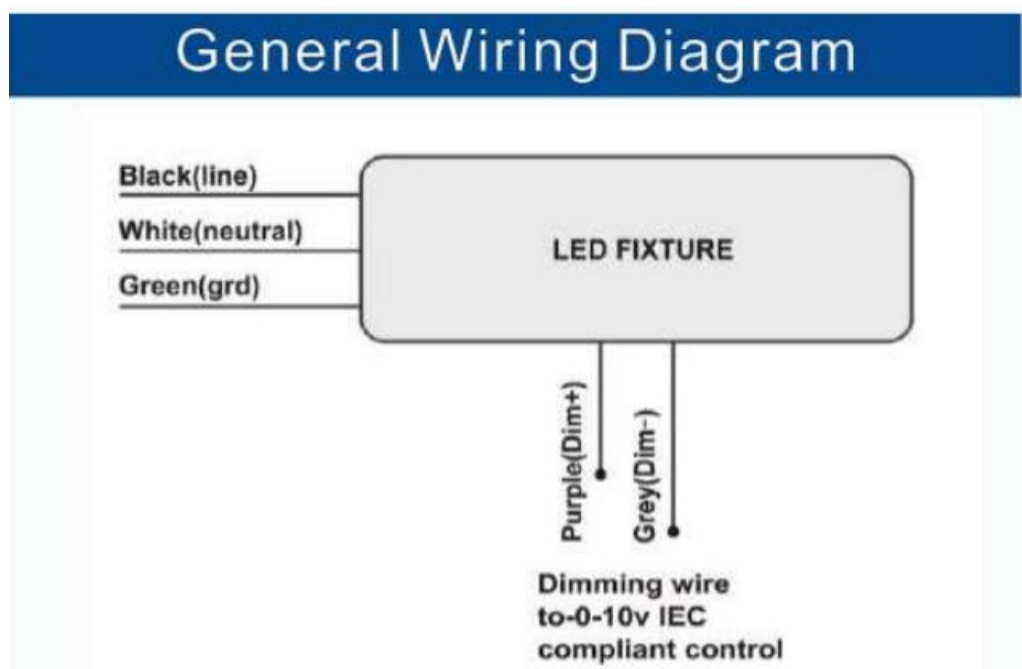 General Wiring Diagram
Black(line)
White(neutral)
Green(grd)
LED FIXTURE
Purple(Dim+)
Grey(Dim-)
Dimming wire
to-0-10v IEC
compliant control